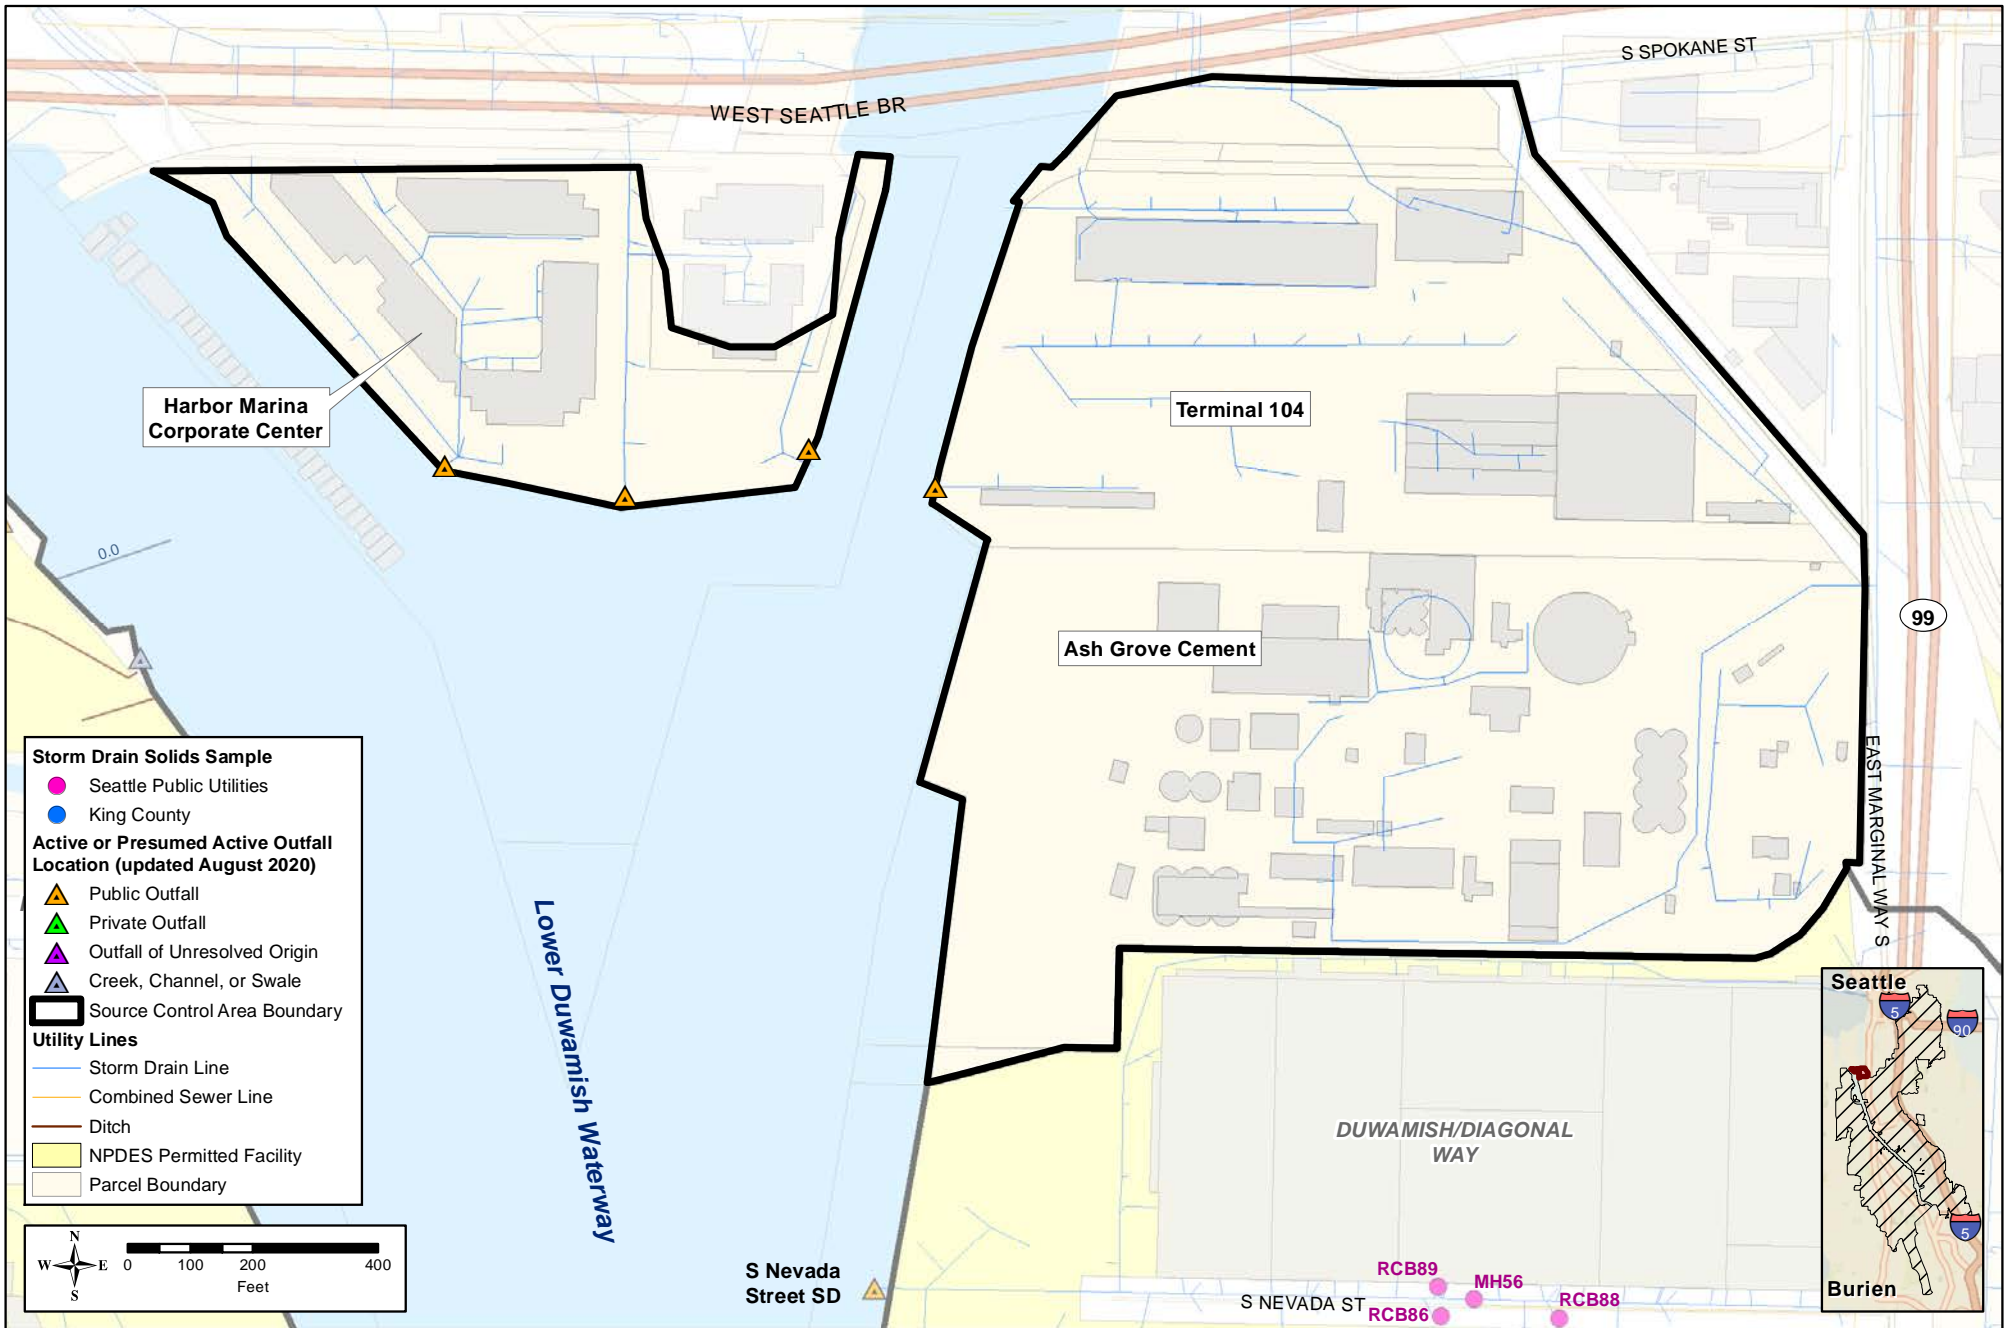 S SPOKANE ST
WEST SEATTLE BR
Harbor Marina
Corporate Center
Terminal 104
0.0
Ash Grove Cement
99
EAST MARGINAL WAY S
Storm Drain Solids Sample
Seattle Public Utilities
King County
Active or Presumed Active Outfall
Location (updated August 2020)
Public Outfall
Private Outfall
Outfall of Unresolved Origin
Creek, Channel, or Swale
Source Control Area Boundary
Utility Lines
Storm Drain Line
Combined Sewer Line
Ditch
NPDES Permitted Facility
Parcel Boundary
Lower Duwamish Waterway
DUWAMISH/DIAGONAL
WAY
N
W E
S
0 100 200 400
Feet
S Nevada
Street SD
S NEVADA ST
RCB89
MH56
RCB86
RCB88
Seattle
5
90
5
Burien